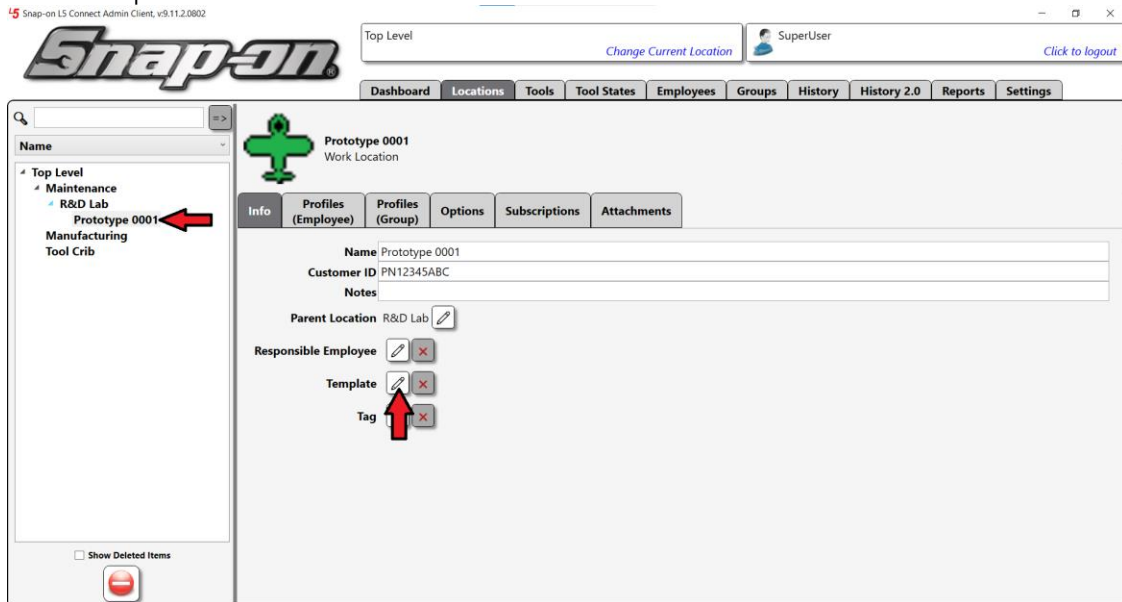 L5 Snap-on L5 Connect Admin Client, v:9.11.2.0802
Snap-on
Top Level
Change Current Location
SuperUser
Click to logout
Dashboard Locations Tools Tool States Employees Groups History History 2.0 Reports Settings
=>
Name
Top Level
Maintenance
R&D Lab
Prototype 0001
Manufacturing
Tool Crib
Show Deleted Items
Prototype 0001
Work Location
Info Profiles (Employee) Profiles (Group) Options Subscriptions Attachments
Name Prototype 0001
Customer ID PN12345ABC
Notes
Parent Location R&D Lab
Responsible Employee
Template
Tag